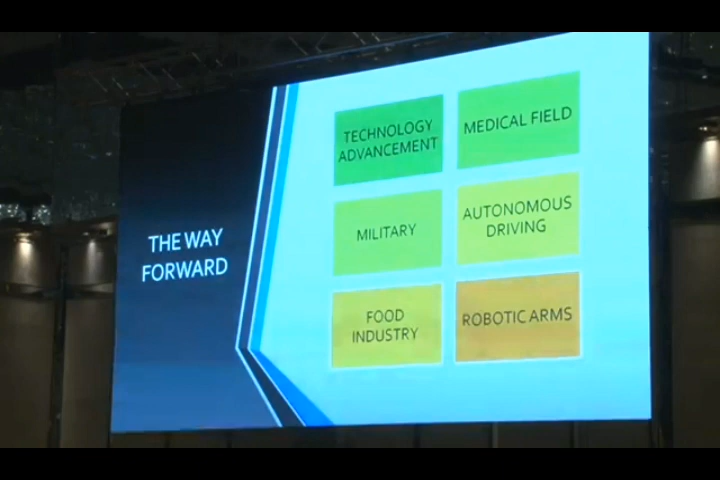 THE WAY
FORWARD
TECHNOLOGY
ADVANCEMENT
MEDICAL FIELD
MILITARY
AUTONOMOUS
DRIVING
FOOD
INDUSTRY
ROBOTIC ARMS